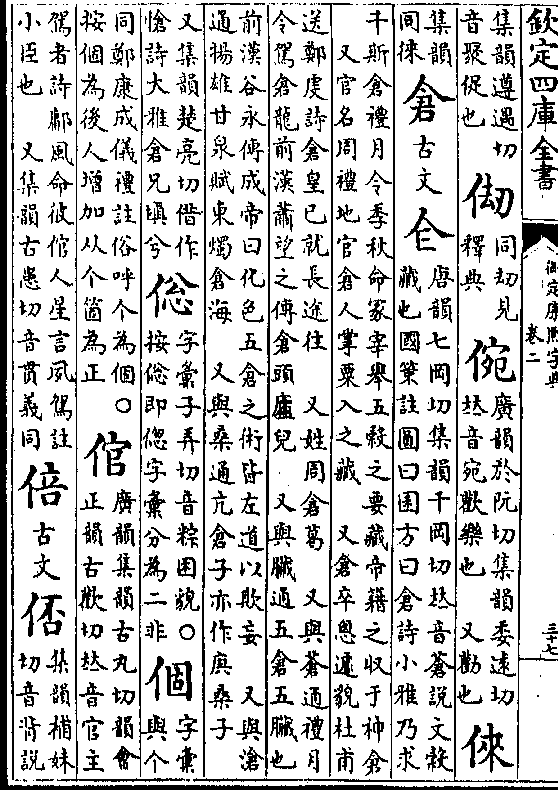 欽定四庫全書
御定康熙字典
卷二
三十七
集韻遵遇切
音聚促也
㑃
同劫見
釋典
㛂
廣韻於阮切集韻委遠切
𠀤音宛歡樂也　又勸也
倈
集韻
同徠
倉
古文
仺
唐韻七岡切集韻千岡切𠀤音蒼說文穀
藏也國策註圓曰囷方曰倉詩小雅乃求
千斯倉禮月令季秋命冢宰舉五穀之要藏帝籍之収于神倉
又官名周禮地官倉人掌粟入之藏　又倉卒悤遽貌杜甫
送鄭虔詩倉皇已就長途往　又姓周倉葛　又與蒼通禮月
令駕倉龍前漢蕭望之傳倉頭廬兒　又與臟通五倉五臟也
前漢谷永傳成帝曰化色五倉之術皆左道以欺妄　又與滄
通揚雄甘泉賦東燭倉海　又與桑通亢倉子亦作庚桑子
又集韻楚亮切借作
愴詩大雅倉兄填兮
倯
字彙子弄切音粽困貌○
按倯即偬字彙分為二非
個
字彙
與个
同鄭康成儀禮註俗呼个為個○
按個為後人增加从个箇為正
倌
廣韻集韻古丸切韻會
正韻古歡切𠀤音官主
駕者詩鄘風命彼倌人星言夙駕註
小臣也　又集韻古患切音貫義同
倍
古文
㔻
集韻補妹
切音背說